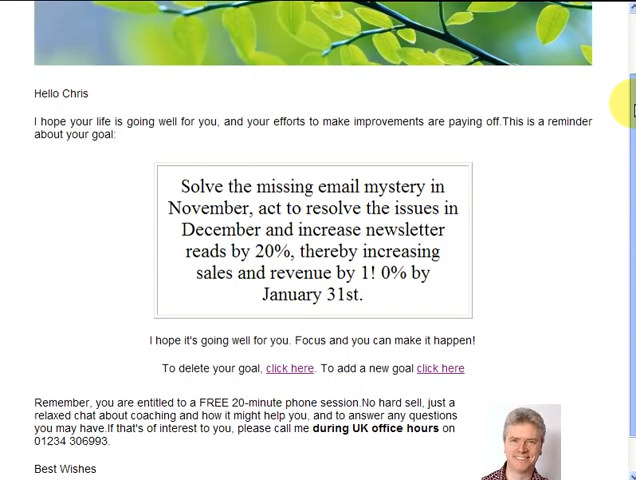 Hello Chris
I hope your life is going well for you, and your efforts to make improvements are paying off.This is a reminder
about your goal:
Solve the missing email mystery in
November, act to resolve the issues in
December and increase newsletter
reads by 20%, thereby increasing
sales and revenue by 1! 0% by
January 31st.
I hope it's going well for you. Focus and you can make it happen!
To delete your goal, click here. To add a new goal click here
Remember, you are entitled to a FREE 20-minute phone session.No hard sell, just a
relaxed chat about coaching and how it might help you, and to answer any questions
you may have.If that's of interest to you, please call me during UK office hours on
01234 306993.
Best Wishes